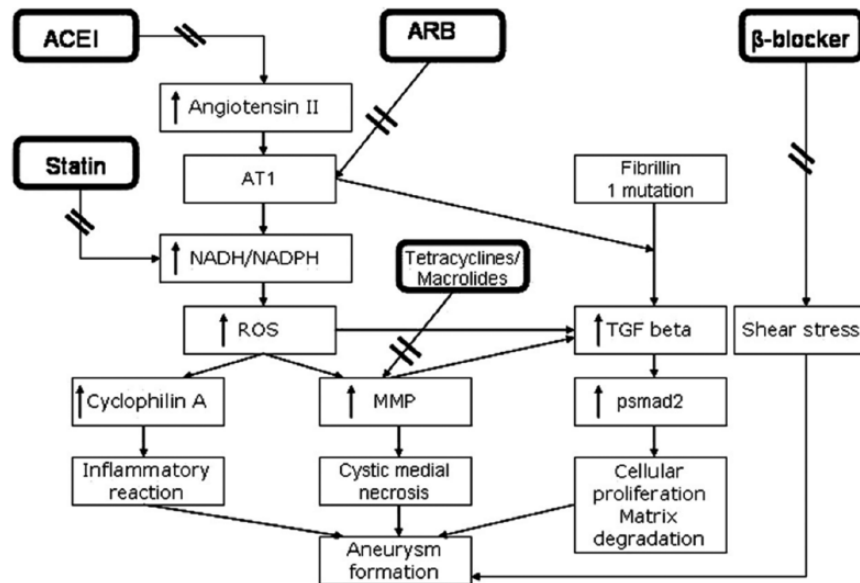 ACEI
ARB
β-blocker
Angiotensin II
Statin
AT1
Fibrillin
1 mutation
NADH/NADPH
Tetracyclines/
Macrolides
ROS
TGF beta
Shear stress
Cyclophilin A
MMP
psmad2
Inflammatory
reaction
Cystic medial
necrosis
Cellular
proliferation
Matrix
degradation
Aneurysm
formation